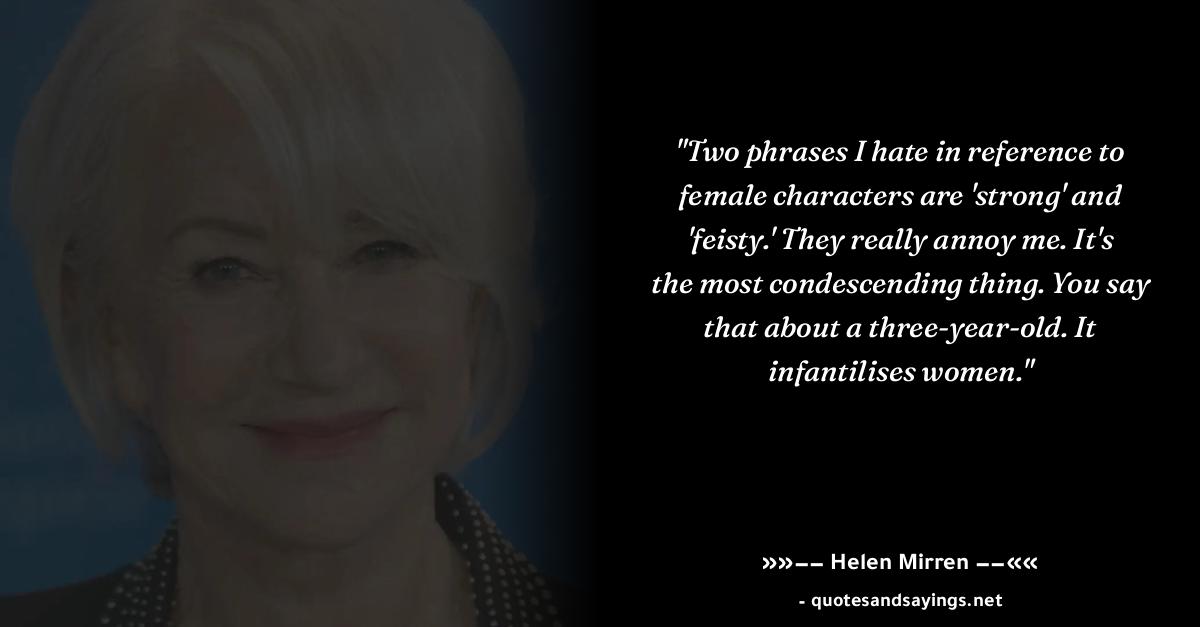 "Two phrases I hate in reference to
female characters are 'strong' and
'feisty.' They really annoy me. It's
the most condescending thing. You say
that about a three-year-old. It
infantilises women."
»»−− Helen Mirren −−««
- quotesandsayings.net